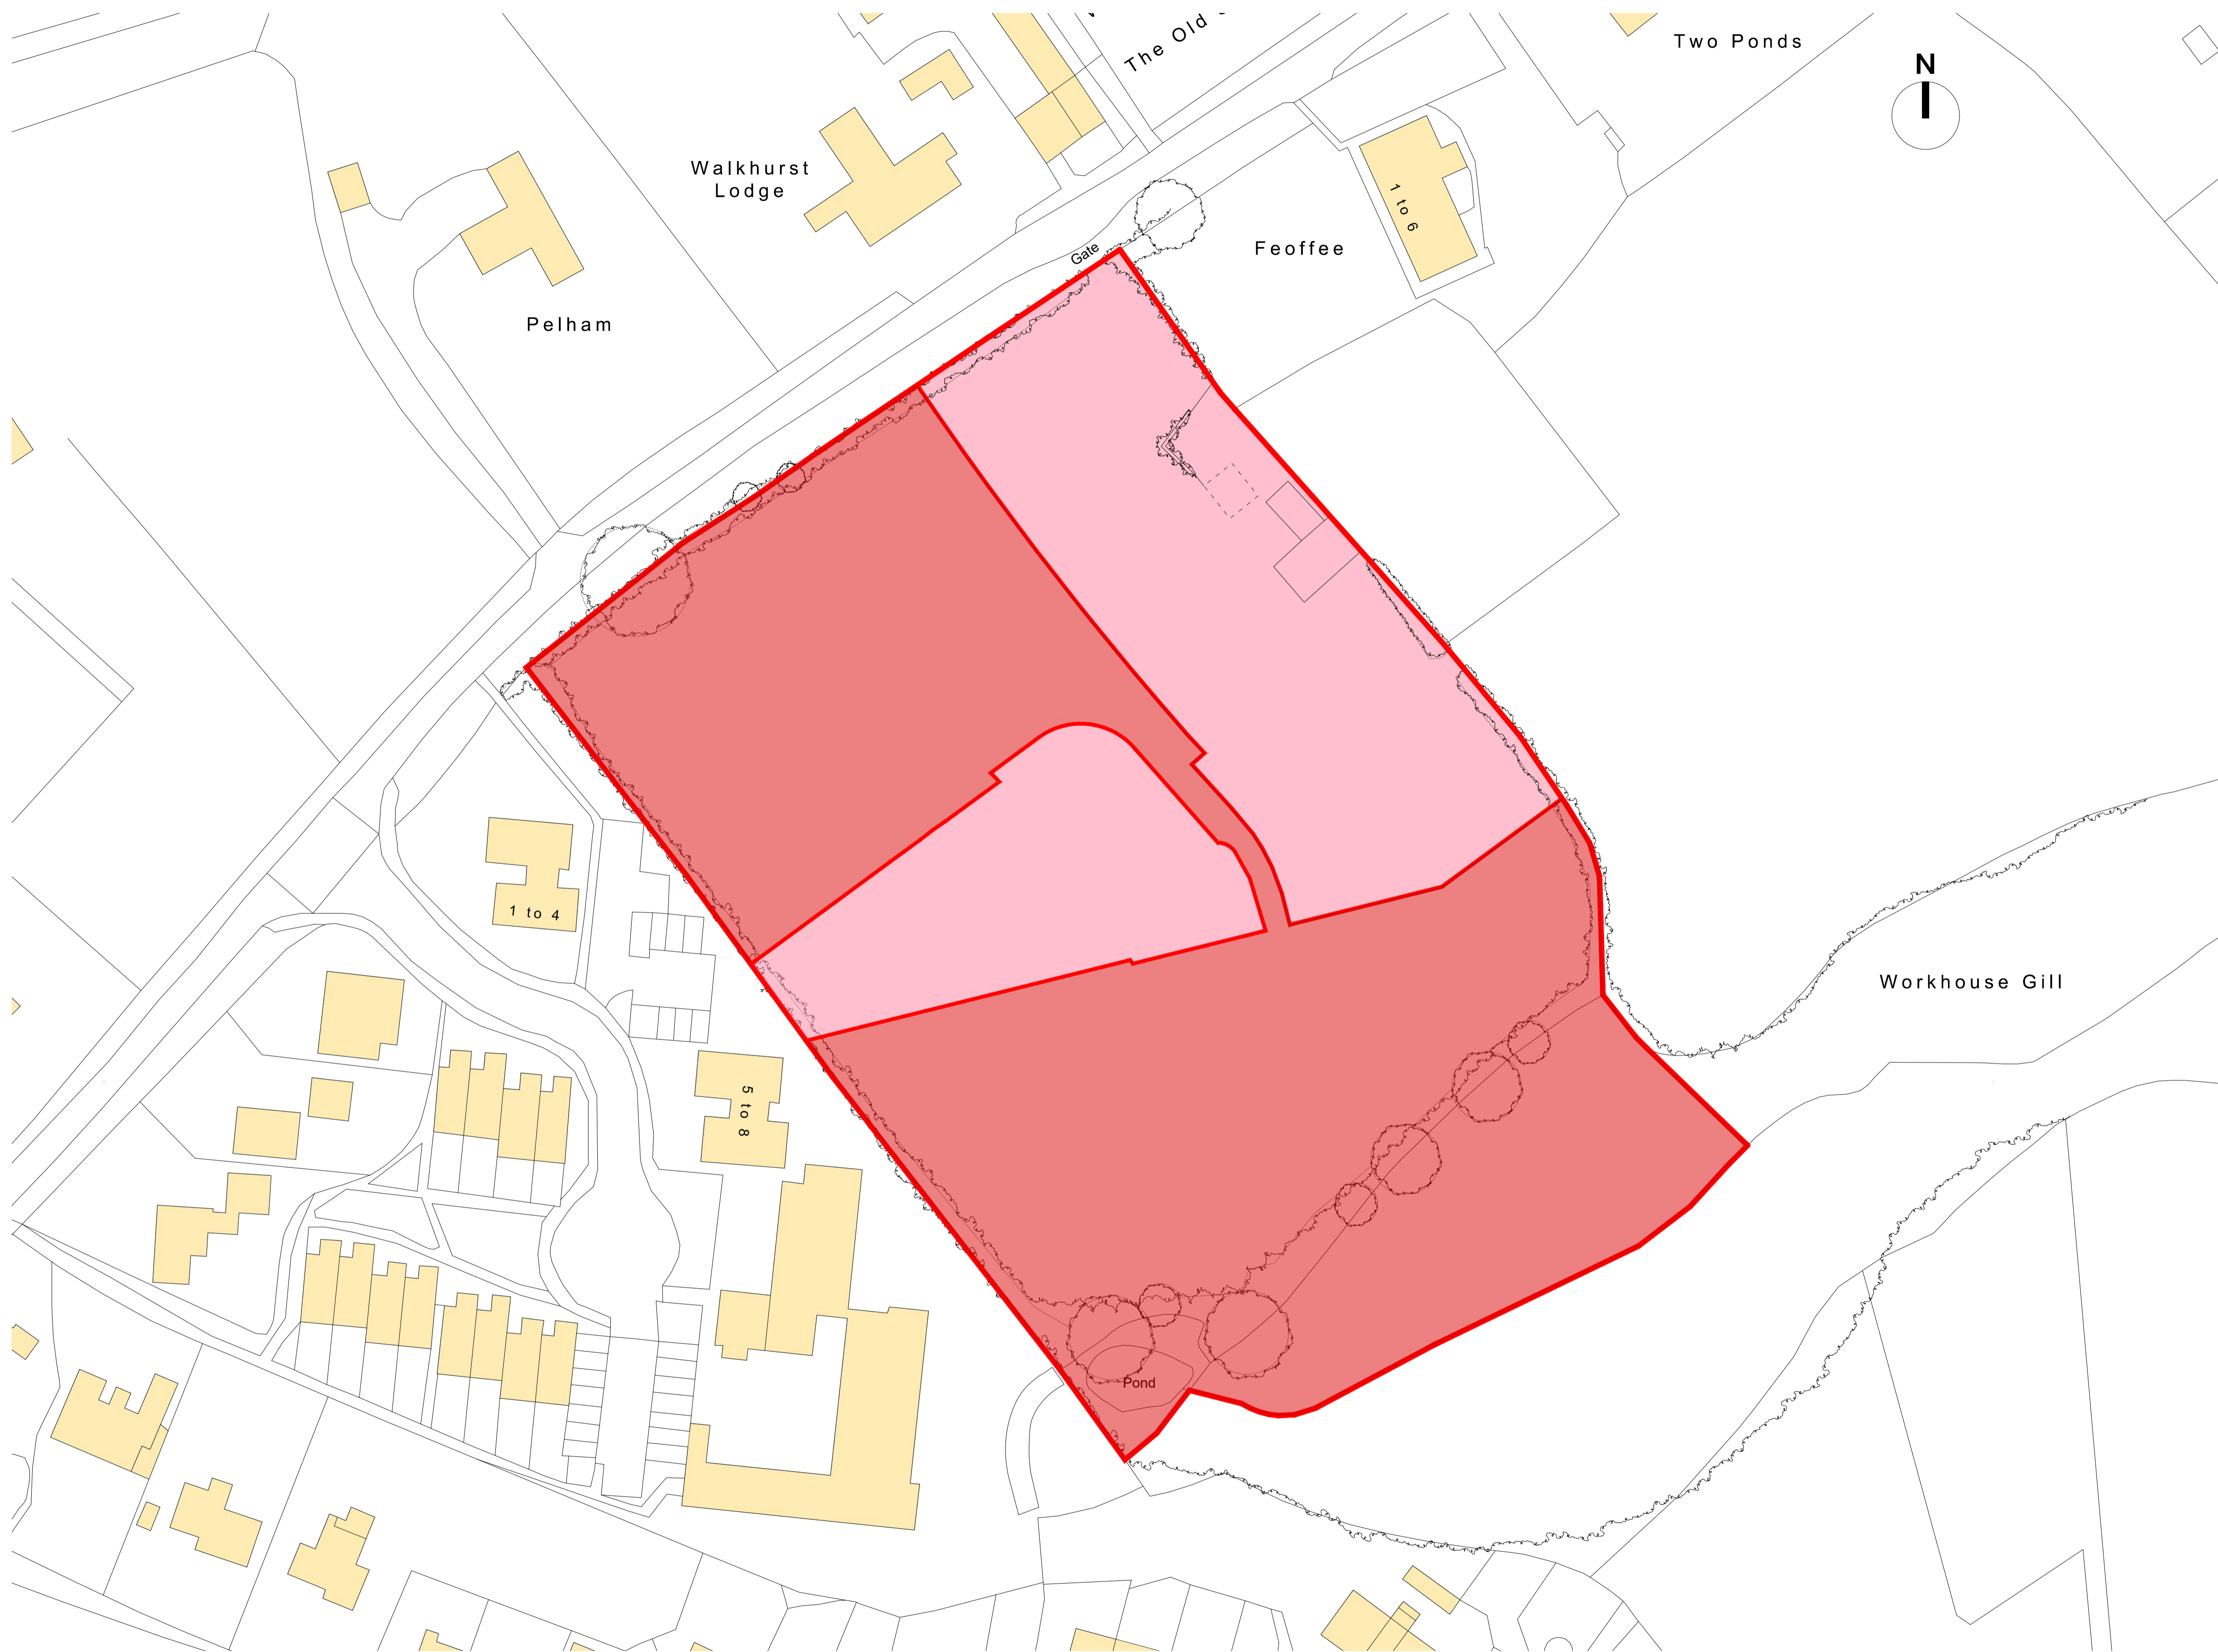 The Old
Two Ponds
N
Walkhurst
Lodge
1 to 6
Gate
Feoffee
Pelham
1 to 4
Workhouse Gill
5 to 8
Pond